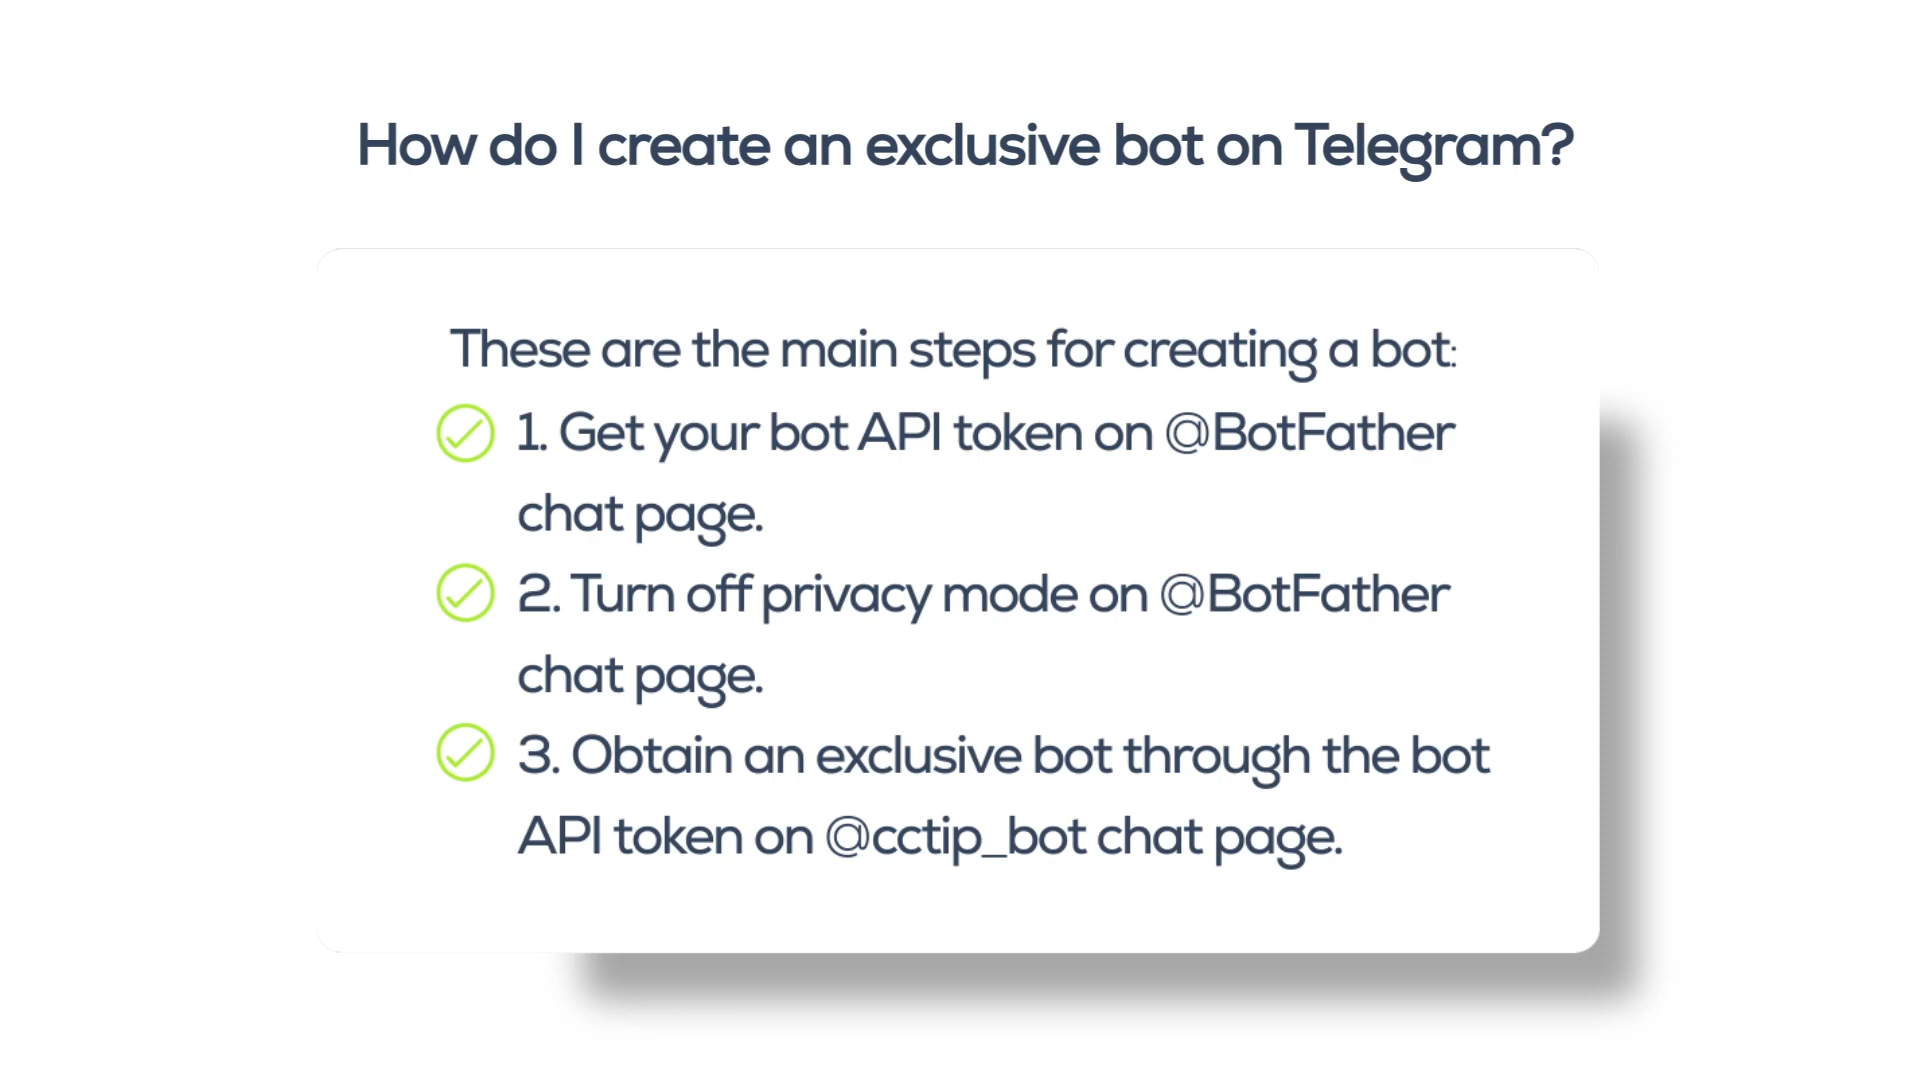 How do I create an exclusive bot on Telegram?
These are the main steps for creating a bot:
1. Get your bot API token on @BotFather
chat page.
2. Turn off privacy mode on @BotFather
chat page.
3. Obtain an exclusive bot through the bot
API token on @cctip_bot chat page.